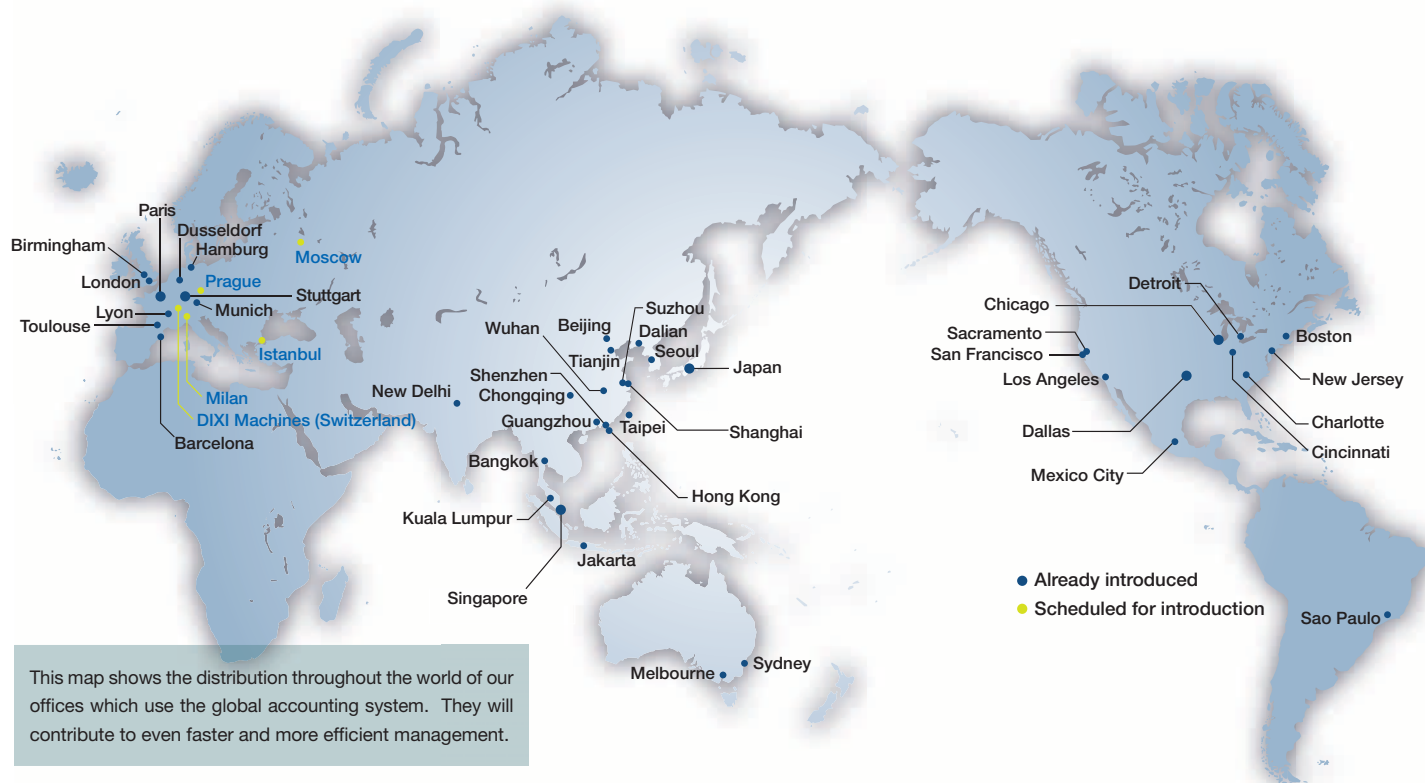 Paris
Dusseldorf
Hamburg
Birmingham
London
Prague
Moscow
Stuttgart
Lyon
Munich
Toulouse
Istanbul
Milan
DIXI Machines (Switzerland)
Barcelona
New Delhi
Wuhan
Beijing
Suzhou
Dalian
Tianjin
Seoul
Japan
Shenzhen
Chongqing
Guangzhou
Taipei
Shanghai
Bangkok
Hong Kong
Kuala Lumpur
Jakarta
Singapore
Melbourne
Sydney
Detroit
Chicago
Sacramento
San Francisco
Boston
Los Angeles
New Jersey
Dallas
Charlotte
Cincinnati
Mexico City
Sao Paulo
Already introduced
Scheduled for introduction
This map shows the distribution throughout the world of our
offices which use the global accounting system. They will
contribute to even faster and more efficient management.